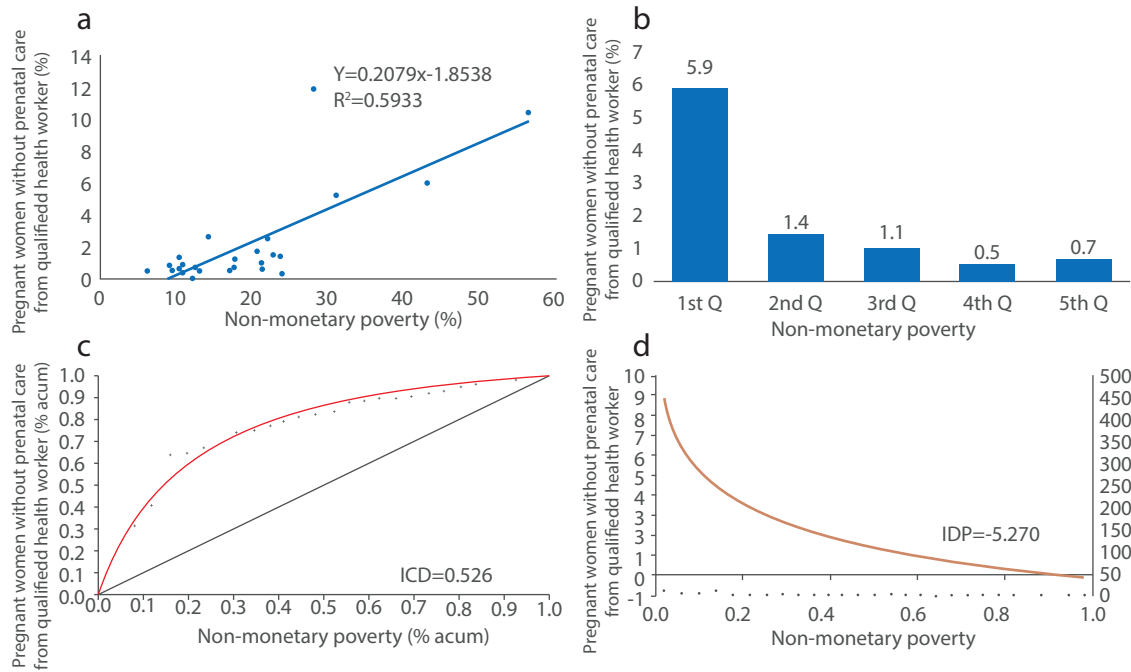 a
Pregnant women without prenatal care
from qualifiedd health worker (%)
14
12
10
8
6
4
2
0
Y=0.2079x-1.8538
R²=0.5933
0 10 20 30 40 50 60
Non-monetary poverty (%)
b
Pregnant women without prenatal care
from qualifiedd health worker (%)
7
6
5
4
3
2
1
0
5.9
1.4
1.1
0.5
0.7
1st Q 2nd Q 3rd Q 4th Q 5th Q
Non-monetary poverty
c
Pregnant women without prenatal care
from qualifiedd health worker (% acum)
1.0
0.9
0.8
0.7
0.6
0.5
0.4
0.3
0.2
0.1
0.0
ICD=0.526
0.0 0.1 0.2 0.3 0.4 0.5 0.6 0.7 0.8 0.9 1.0
Non-monetary poverty (% acum)
d
Pregnant women without prenatal care
from qualifiedd health worker
10
9
8
7
6
5
4
3
1
1
0
-1
500
450
400
350
300
250
200
150
100
50
0
IDP=-5.270
0.0 0.2 0.4 0.6 0.8 1.0
Non-monetary poverty